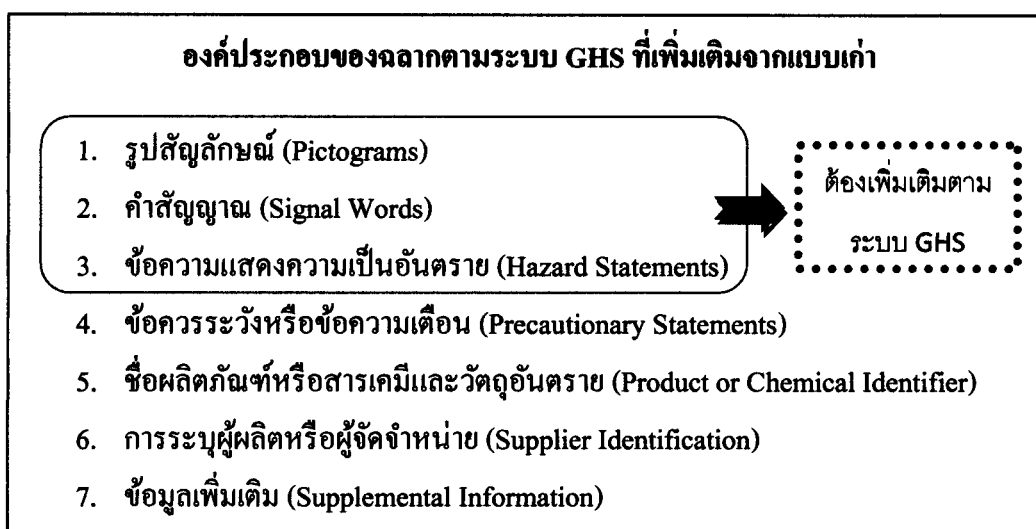 องค์ประกอบของฉลากตามระบบ GHS ที่เพิ่มเติมจากแบบเก่า
1. รูปสัญลักษณ์ (Pictograms)
2. คำสัญญาณ (Signal Words)
3. ข้อความแสดงความเป็นอันตราย (Hazard Statements)
ต้องเพิ่มเติมตาม
ระบบ GHS
4. ข้อควรระวังหรือข้อความเตือน (Precautionary Statements)
5. ชื่อผลิตภัณฑ์หรือสารเคมีและวัตถุอันตราย (Product or Chemical Identifier)
6. การระบุผู้ผลิตหรือผู้จัดจำหน่าย (Supplier Identification)
7. ข้อมูลเพิ่มเติม (Supplemental Information)